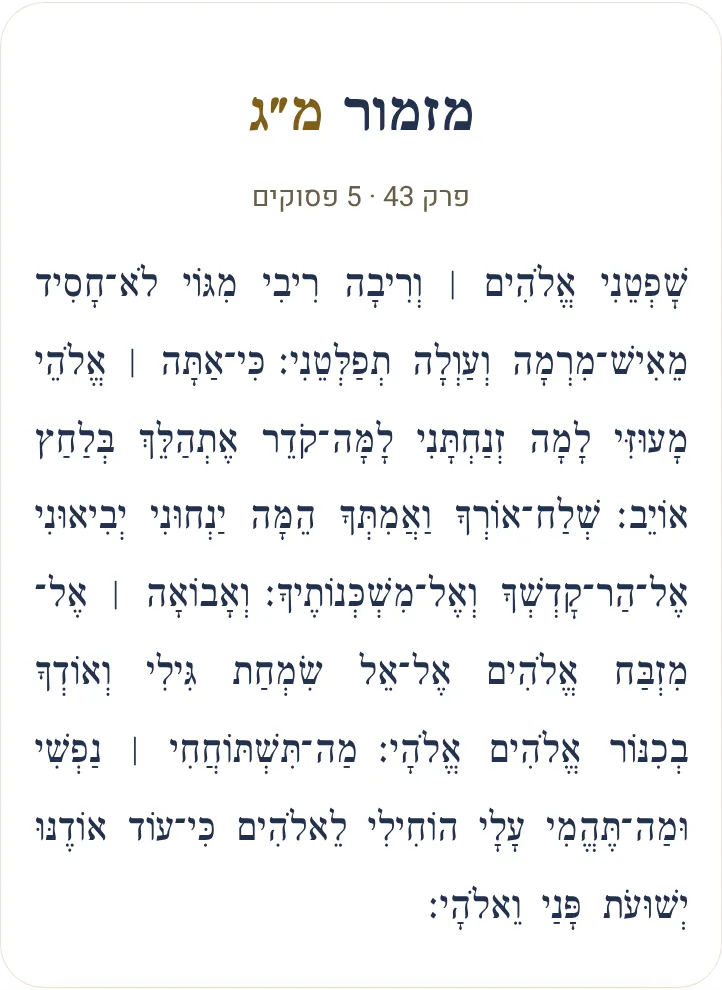 מזמור מ״ג
פרק 43 · 5 פסוקים
שָׁפְטֵנִי אֱלֹהִים | וְרִיבָה רִיבִי מִגּוֹי לֹא־חָסִיד
מֵאִישׁ־מִרְמָה וְעַוְלָה תְפַלְּטֵנִי: כִּי־אַתָּה | אֱלֹהֵי
מָעוּזִּי לָמָה זְנַחְתָּנִי לָמָּה־קֹדֵר אֶתְהַלֵּךְ בְּלַחַץ
אוֹיֵב: שְׁלַח־אוֹרְךָ וַאֲמִתְּךָ הֵמָּה יַנְחוּנִי יְבִיאוּנִי
אֶל־הַר־קָדְשְׁךָ וְאֶל־מִשְׁכְּנוֹתֶיךָ: וְאָבוֹאָה | אֶל־
מִזְבַּח אֱלֹהִים אֶל־אֵל שִׂמְחַת גִּילִי וְאוֹדְךָ
בְכִנּוֹר אֱלֹהִים אֱלֹהָי: מַה־תִּשְׁתּוֹחֲחִי | נַפְשִׁי
וּמַה־תֶּהֱמִי עָלָי הוֹחִילִי לֵאלֹהִים כִּי־עוֹד אוֹדֶנּוּ
יְשׁוּעֹת פָּנַי וֵאלֹהָי: